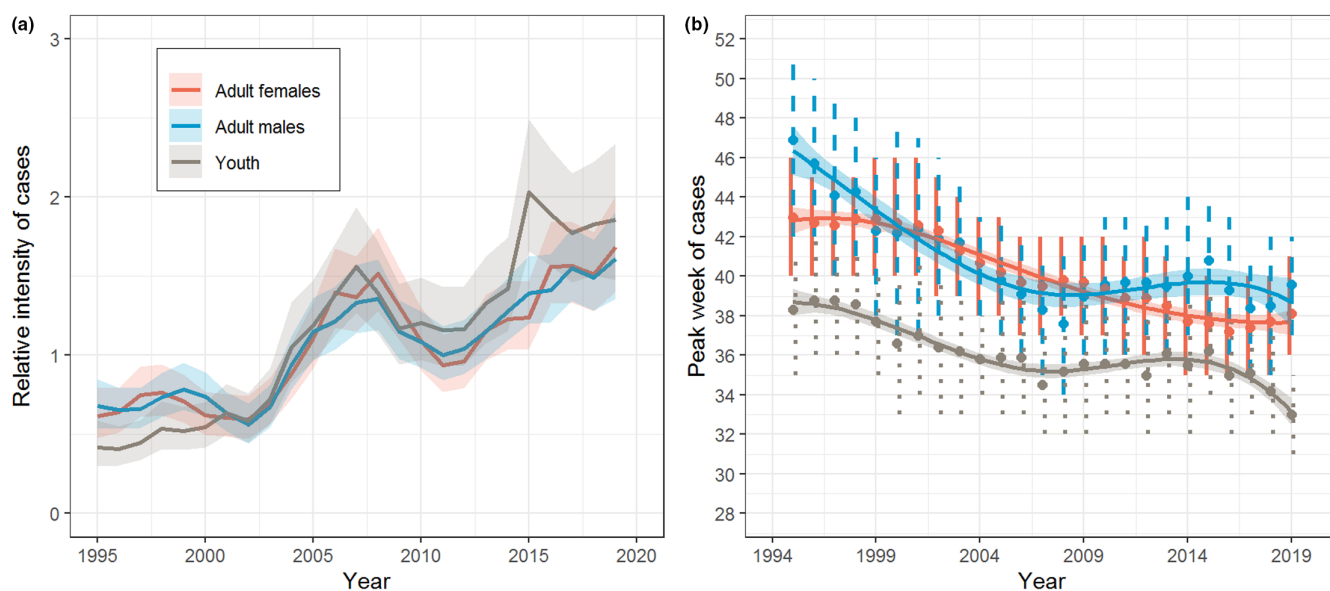 (a)
Relative intensity of cases
3
2
1
0
Adult females
Adult males
Youth
1995 2000 2005 2010 2015 2020
Year
(b)
Peak week of cases
52
50
48
46
44
42
40
38
36
34
32
30
28
1994 1999 2004 2009 2014 2019
Year